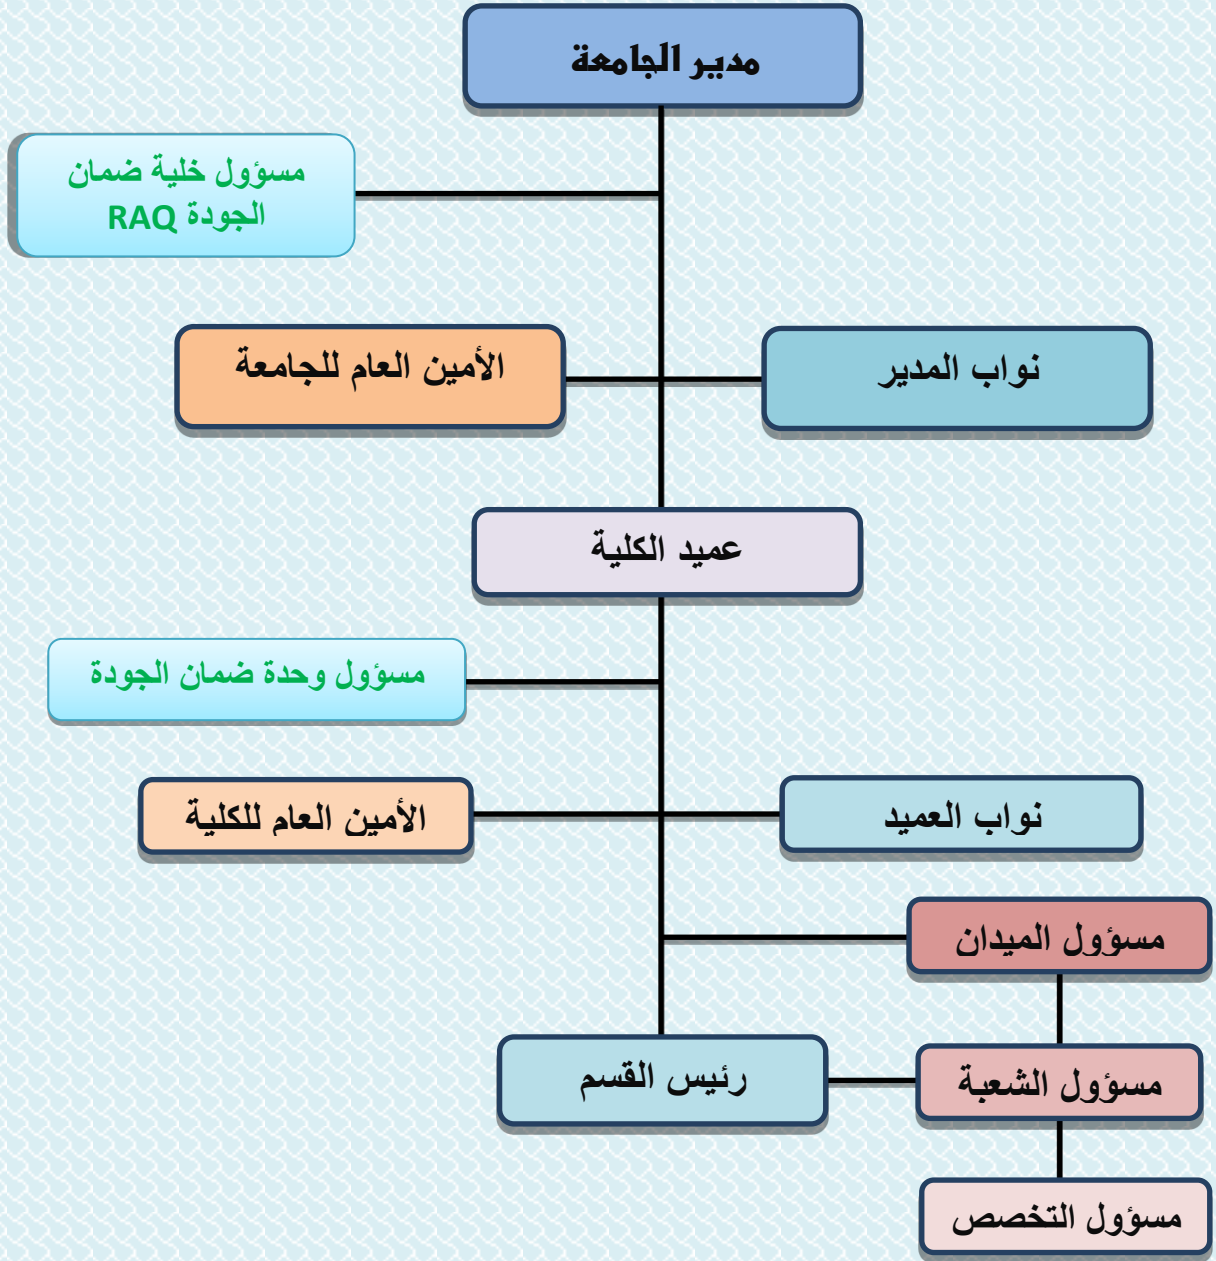 مدير الجامعة
مسؤول خلية ضمان
الجودة RAQ
نواب المدير
الأمين العام للجامعة
عميد الكلية
مسؤول وحدة ضمان الجودة
نواب العميد
الأمين العام للكلية
مسؤول الميدان
رئيس القسم
مسؤول الشعبة
مسؤول التخصص